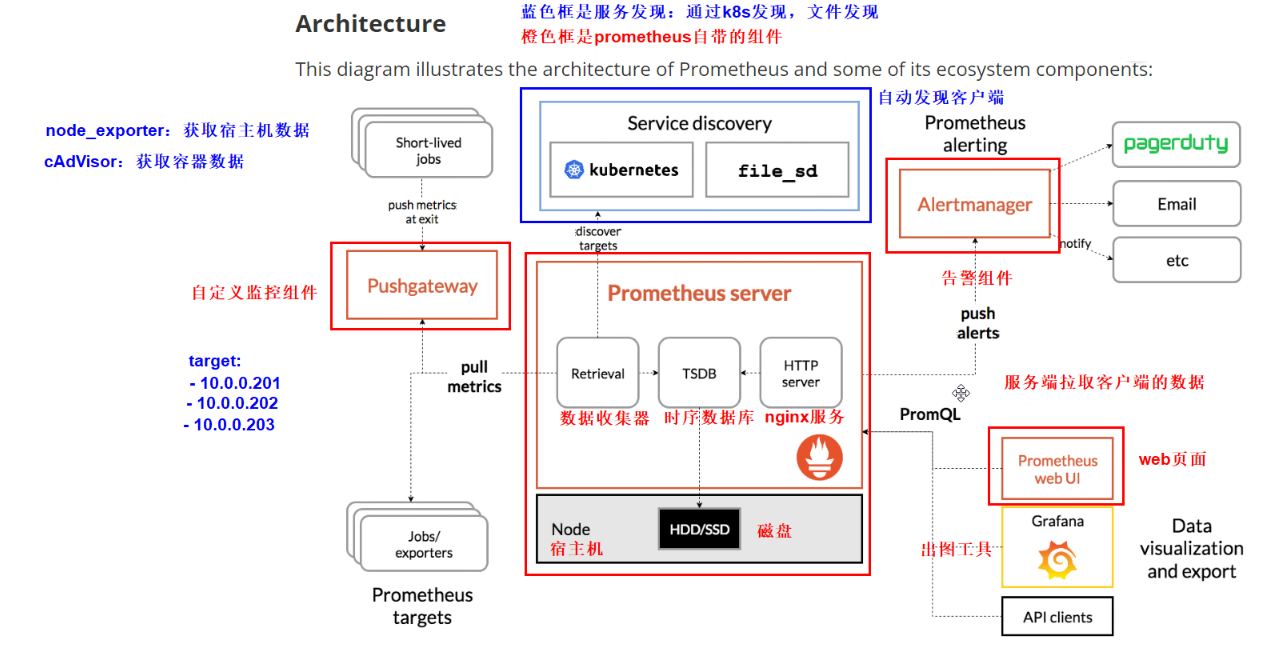 Architecture
蓝色框是服务发现：通过k8s发现，文件发现
橙色框是prometheus自带的组件
This diagram illustrates the architecture of Prometheus and some of its ecosystem components:
node_exporter：获取宿主机数据
cAdVisor：获取容器数据
Short-lived
jobs
push metrics
at exit
自动发现客户端
Service discovery
kubernetes
file_sd
discover
targets
Prometheus
alerting
Alertmanager
pagerduty
Email
notify
etc
告警组件
push
alerts
自定义监控组件
Pushgateway
Prometheus server
target:
- 10.0.0.201
- 10.0.0.202
- 10.0.0.203
pull
metrics
Retrieval
TSDB
HTTP
server
数据收集器
时序数据库
nginx服务
服务端拉取客户端的数据
PromQL
Prometheus
web UI
web页面
Node
宿主机
HDD/SSD
磁盘
Jobs/
exporters
Prometheus
targets
Grafana
出图工具
Data
visualization
and export
API clients